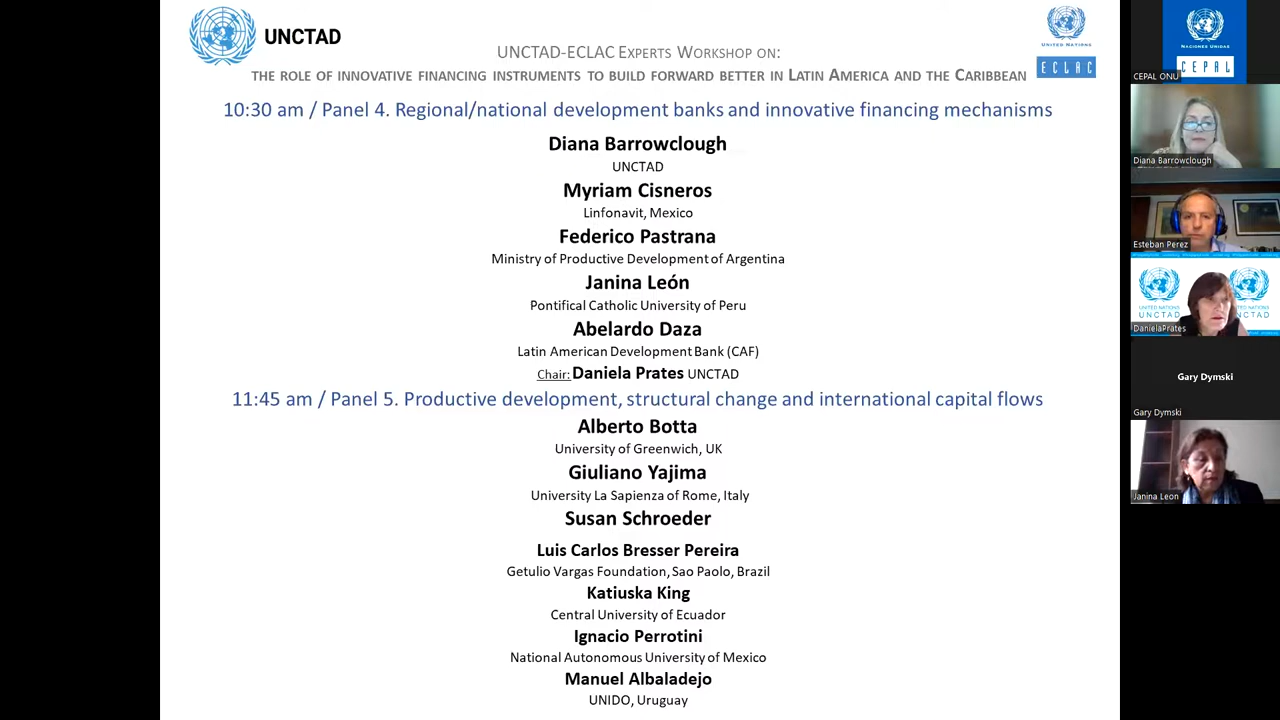 UNCTAD
UNCTAD-ECLAC EXPERTS WORKSHOP ON:
THE ROLE OF INNOVATIVE FINANCING INSTRUMENTS TO BUILD FORWARD BETTER IN LATIN AMERICA AND THE CARIBBEAN
UNITED NATIONS
ECLAC
10:30 am / Panel 4. Regional/national development banks and innovative financing mechanisms
Diana Barrowclough
UNCTAD
Myriam Cisneros
Linfonavit, Mexico
Federico Pastrana
Ministry of Productive Development of Argentina
Janina León
Pontifical Catholic University of Peru
Abelardo Daza
Latin American Development Bank (CAF)
Chair: Daniela Prates UNCTAD
11:45 am / Panel 5. Productive development, structural change and international capital flows
Alberto Botta
University of Greenwich, UK
Giuliano Yajima
University La Sapienza of Rome, Italy
Susan Schroeder
Luis Carlos Bresser Pereira
Getulio Vargas Foundation, Sao Paolo, Brazil
Katiuska King
Central University of Ecuador
Ignacio Perrotini
National Autonomous University of Mexico
Manuel Albaladejo
UNIDO, Uruguay
NACIONES UNIDAS
CEPAL
CEPAL ONU
Diana Barrowclough
Esteban Perez
UNITED NATIONS
UNCTAD
DanielaPrates
Gary Dymski
Gary Dymski
Janina Leon